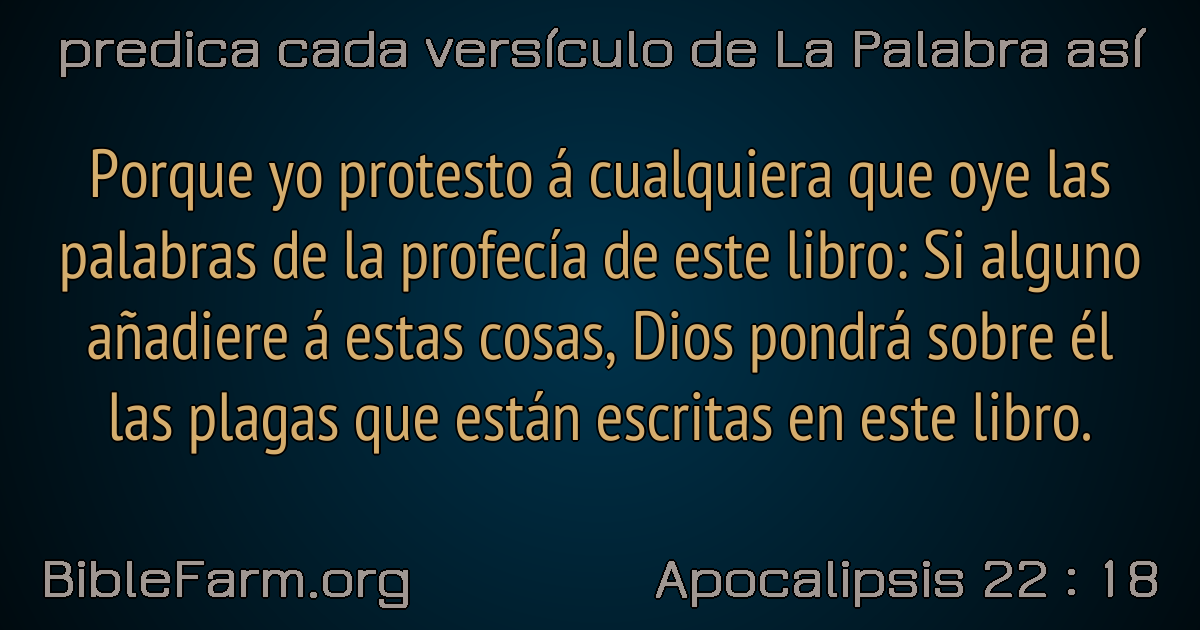 predica cada versículo de La Palabra así
Porque yo protesto á cualquiera que oye las
palabras de la profecía de este libro: Si alguno
añadiere á estas cosas, Dios pondrá sobre él
las plagas que están escritas en este libro.
BibleFarm.org
Apocalipsis 22 : 18